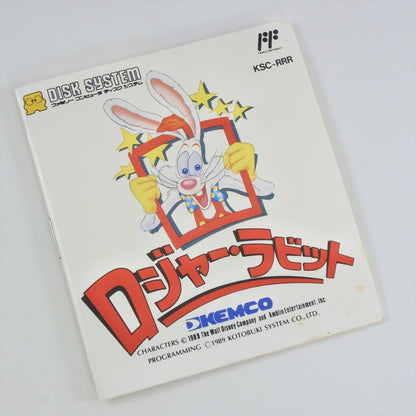 DISK SYSTEM
ファミリー コンピュータ ディスク システム
KSC-RRR
ロジャー・ラビット
KEMCO
CHARACTERS © 1989 The Walt Disney Company and Amblin Entertainment, Inc.
PROGRAMMING ©1989 KOTOBUKI SYSTEM CO., LTD.